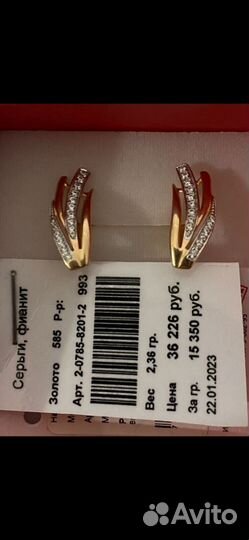 Серьги, фианит
Золото 585 Р-р:
Арт. 2-0785-8201-2 993
Вес 2,36 гр.
Цена 36 226 руб.
За гр. 15 350 руб.
22.01.2023
Avito